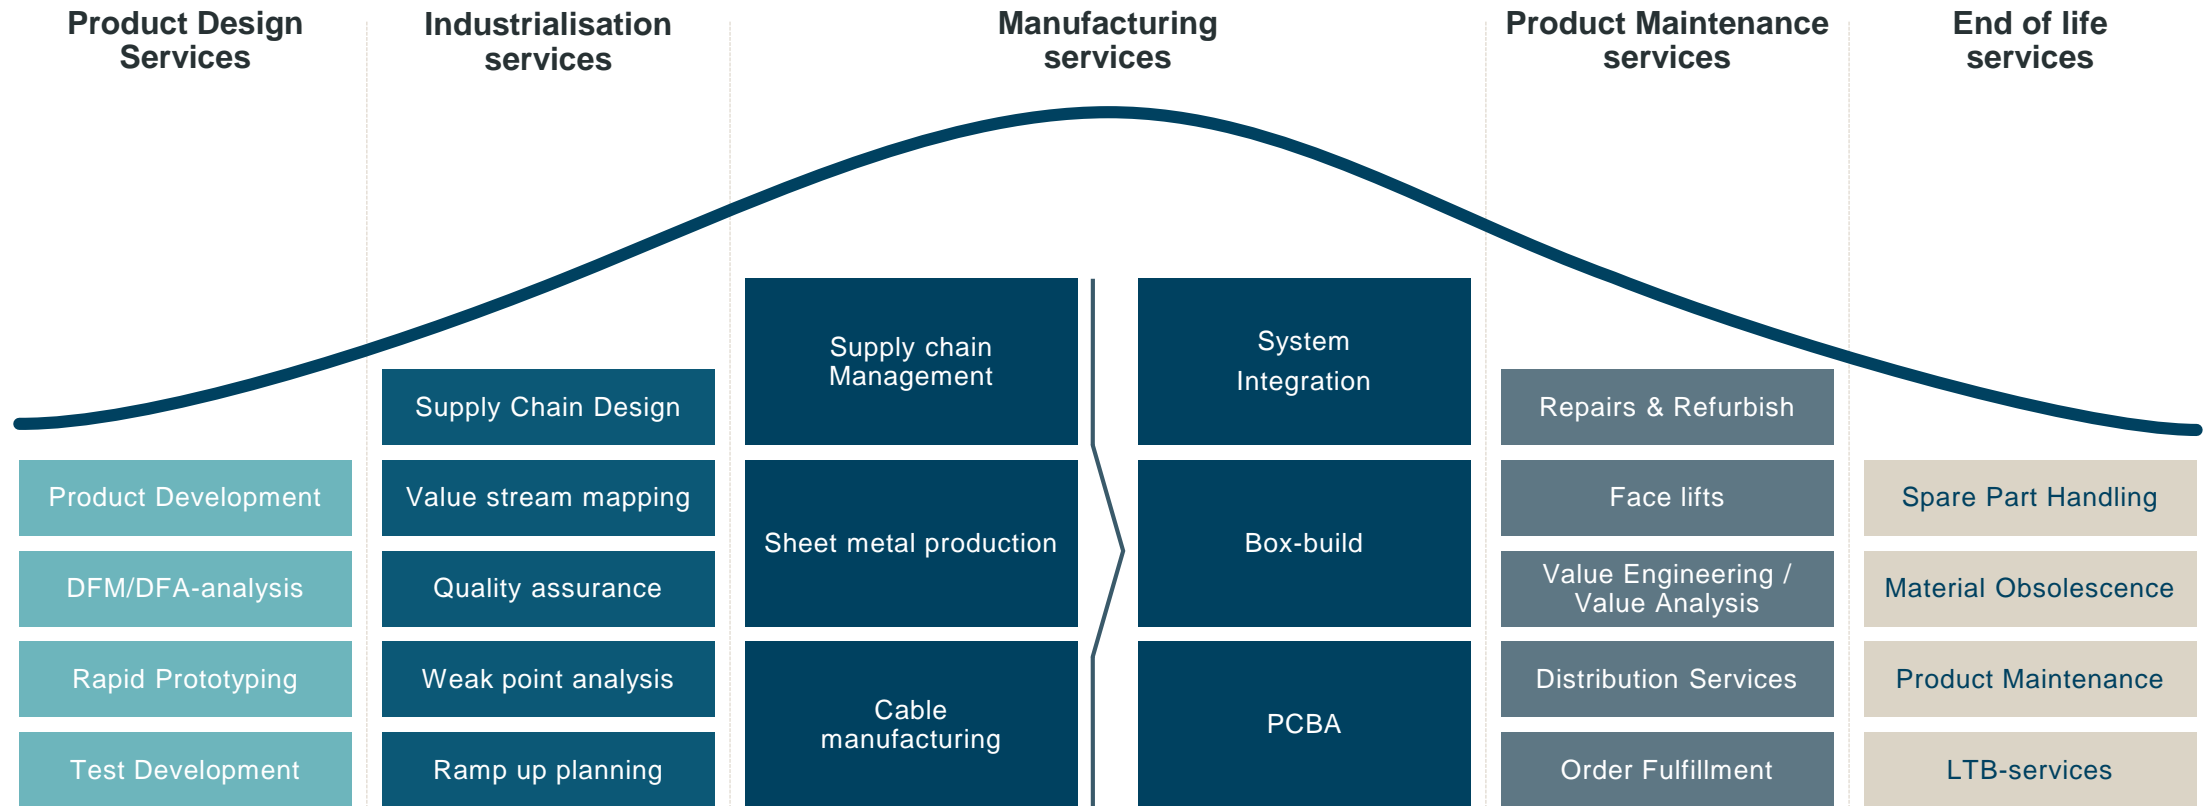 Product Design
Services
Industrialisation
services
Manufacturing
services
Product Maintenance
services
End of life
services
Product Development
DFM/DFA-analysis
Rapid Prototyping
Test Development
Supply Chain Design
Value stream mapping
Quality assurance
Weak point analysis
Ramp up planning
Supply chain
Management
Sheet metal production
Cable
manufacturing
System
Integration
Box-build
PCBA
Repairs & Refurbish
Face lifts
Value Engineering /
Value Analysis
Distribution Services
Order Fulfillment
Spare Part Handling
Material Obsolescence
Product Maintenance
LTB-services